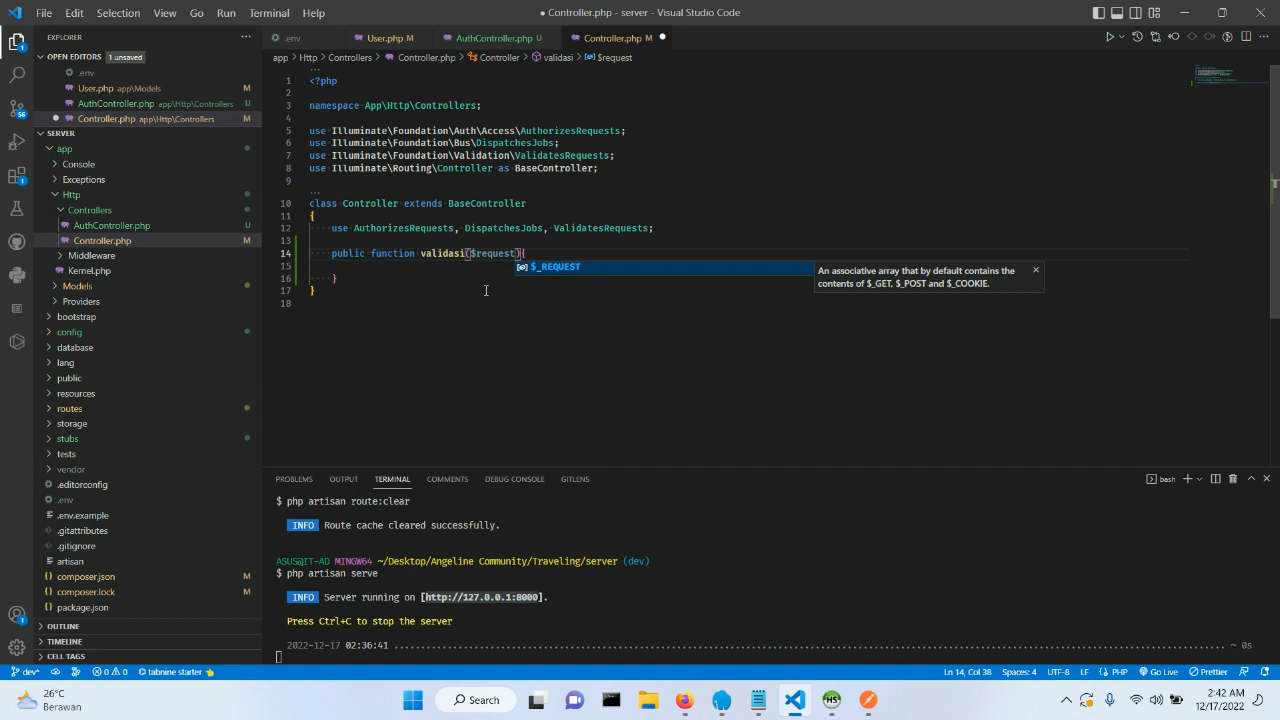 File Edit Selection View Go Run Terminal Help
● Controller.php - server - Visual Studio Code
EXPLORER
.env
User.php M
AuthController.php U
Controller.php M
OPEN EDITORS 1 unsaved
.env
User.php app\Models M
AuthController.php app\Http\Controllers U
Controller.php app\Http\Controllers M
SERVER
app
Console
Exceptions
Http
Controllers
AuthController.php U
Controller.php M
Middleware
Kernel.php
Models
Providers
bootstrap
config
database
lang
public
resources
routes
storage
stubs
tests
vendor
.editorconfig
.env
.env.example
.gitattributes
.gitignore
artisan
composer.json M
composer.lock M
package.json
OUTLINE
TIMELINE
CELL TAGS
app > Http > Controllers > Controller.php > Controller > validasi > $request
1 <?php
2
3 namespace App\Http\Controllers;
4
5 use Illuminate\Foundation\Auth\Access\AuthorizesRequests;
6 use Illuminate\Foundation\Bus\DispatchesJobs;
7 use Illuminate\Foundation\Validation\ValidatesRequests;
8 use Illuminate\Routing\Controller as BaseController;
9
10 class Controller extends BaseController
11 {
12 use AuthorizesRequests, DispatchesJobs, ValidatesRequests;
13
14 public function validasi($request){
15
16 }
17 }
18
$_REQUEST
An associative array that by default contains the
contents of $_GET, $_POST and $_COOKIE.
PROBLEMS OUTPUT TERMINAL COMMENTS DEBUG CONSOLE GITLENS
bash
$ php artisan route:clear
INFO Route cache cleared successfully.
ASUS@IT-AD MINGW64 ~/Desktop/Angeline Community/Traveling/server (dev)
$ php artisan serve
INFO Server running on [http://127.0.0.1:8000].
Press Ctrl+C to stop the server
2022-12-17 02:36:41 ........ ~ 0s
dev* 0 0 tabnine starter
Ln 14, Col 38 Spaces: 4 UTF-8 LF PHP Go Live Prettier
26°C
Berawan
Search
2:42 AM
12/17/2022